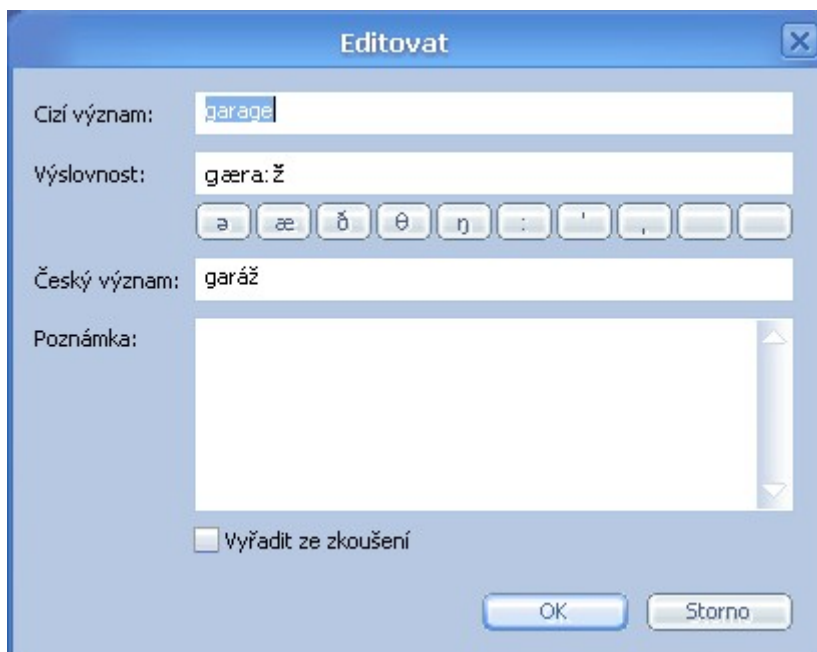 Editovat
Cizí význam: garage
Výslovnost: gæra:ž
ə æ ð θ ŋ : ' ,
Český význam: garáž
Poznámka:
Vyřadit ze zkoušení
OK Storno